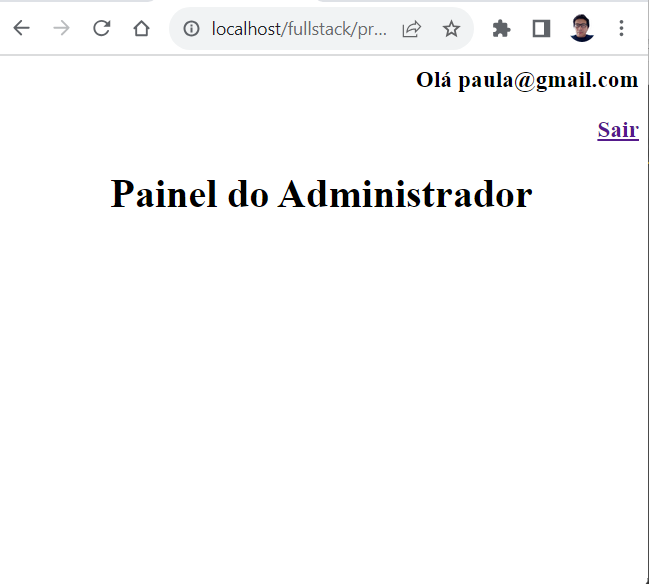 localhost/fullstack/pr...
Olá paula@gmail.com
Sair
Painel do Administrador